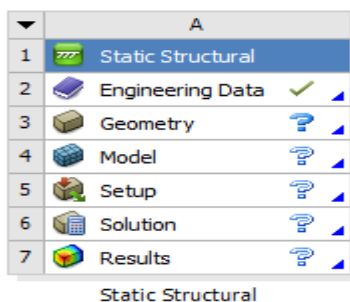 A
1 Static Structural
2 Engineering Data
3 Geometry ?
4 Model ?
5 Setup ?
6 Solution ?
7 Results ?
Static Structural